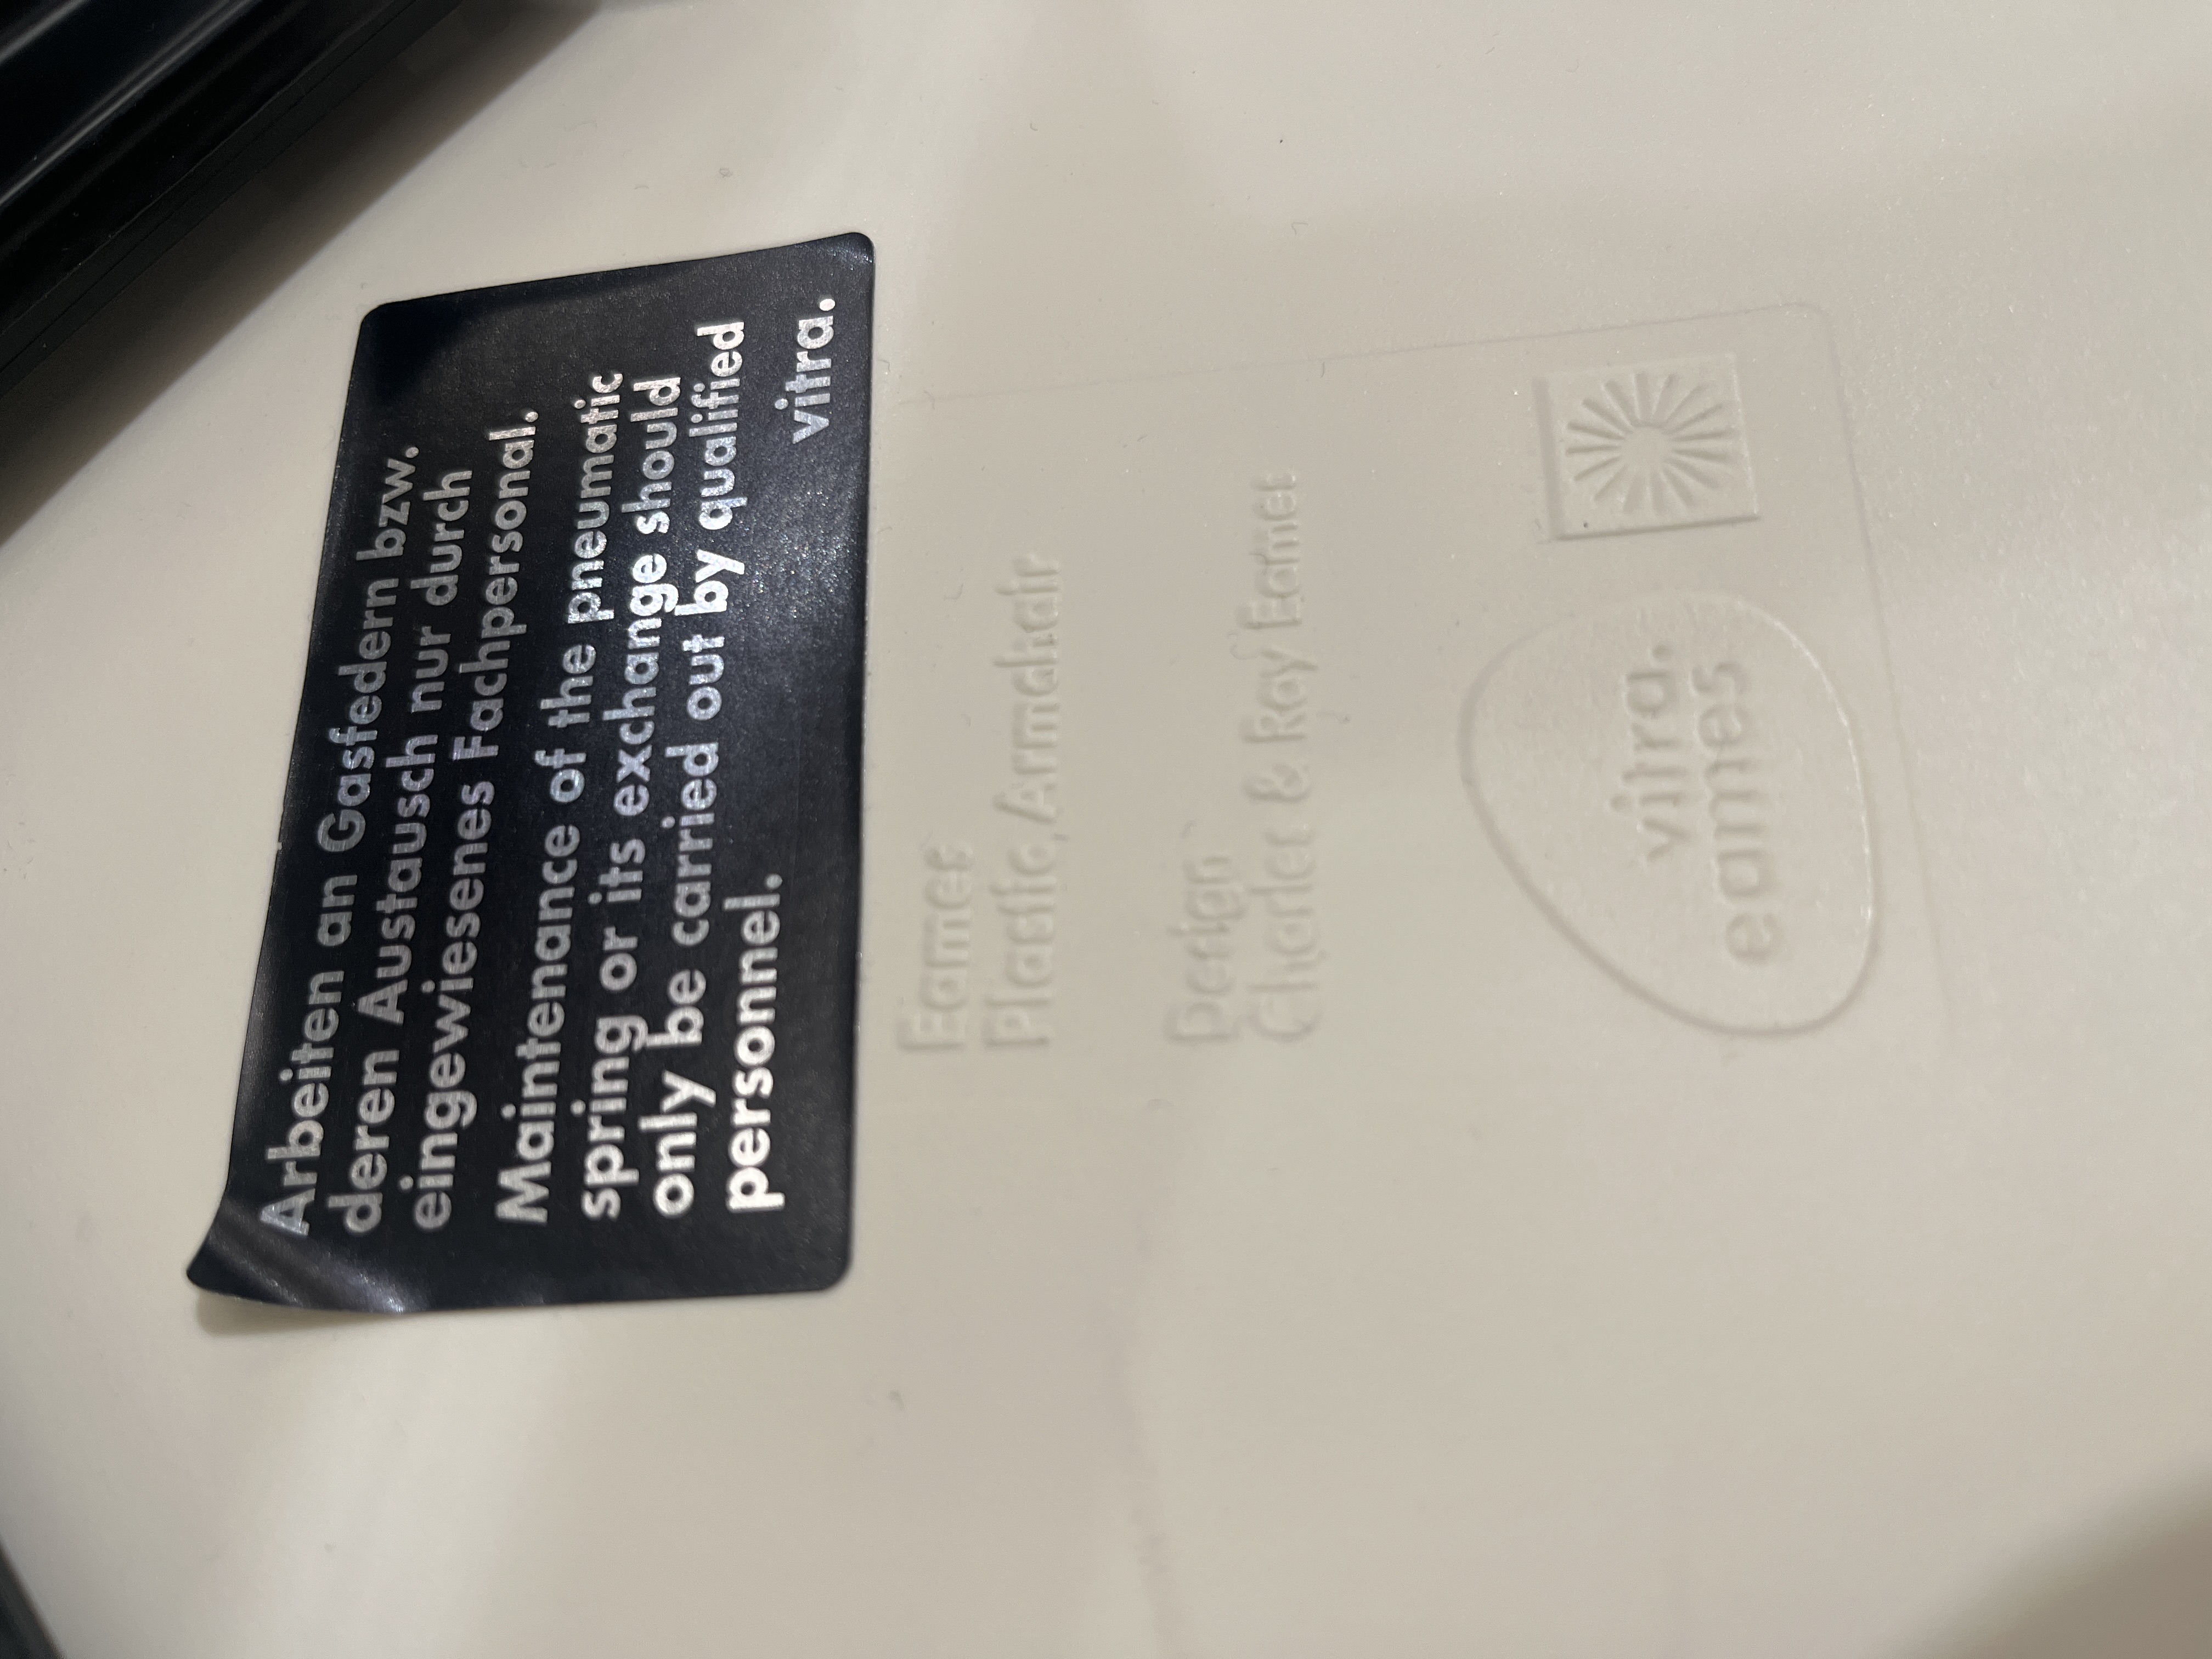 Arbeiten an Gasfedern bzw.
deren Austausch nur durch
eingewiesenes Fachpersonal.
Maintenance of the pneumatic
spring or its exchange should
only be carried out by qualified
personnel.
vitra.
Eames
Plastic Armchair
Design
Charles & Ray Eames
vitra.
eames